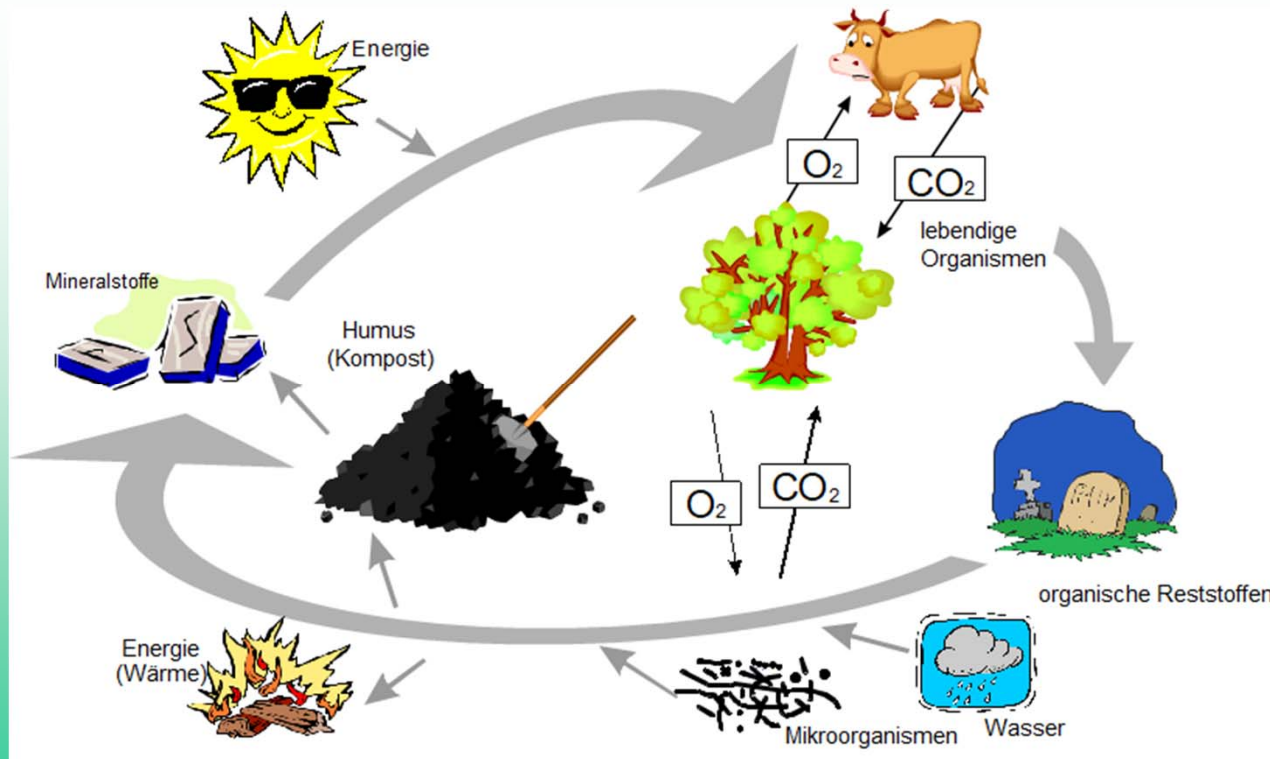 Energie
O₂
CO₂
lebendige
Organismen
Mineralstoffe
Humus
(Kompost)
O₂
CO₂
organische Reststoffen
Energie
(Wärme)
Mikroorganismen
Wasser